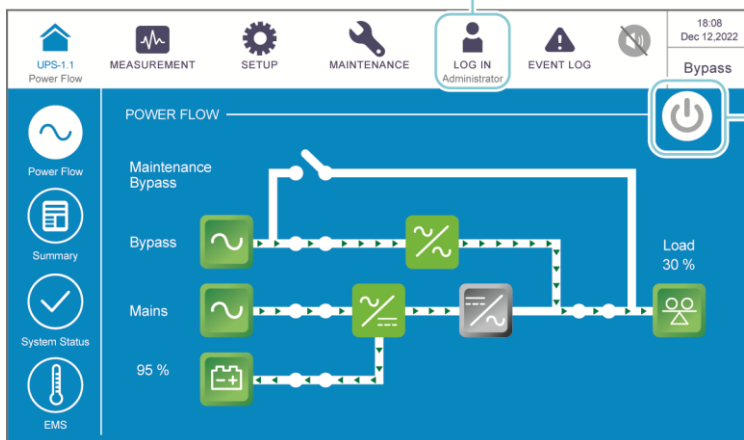 UPS-1.1
Power Flow
MEASUREMENT
SETUP
MAINTENANCE
LOG IN
Administrator
EVENT LOG
18:08
Dec 12,2022
Bypass
POWER FLOW
Power Flow
Summary
System Status
EMS
Maintenance
Bypass
Bypass
Mains
95 %
Load
30 %